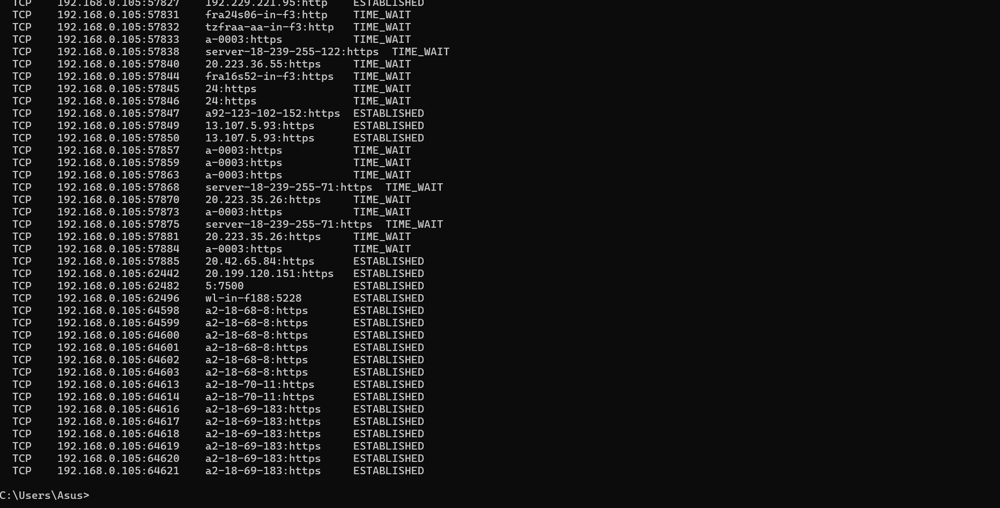 TCP    192.168.0.105:57827    192.229.221.95:http    ESTABLISHED
TCP    192.168.0.105:57831    fra24s06-in-f3:http    TIME_WAIT
TCP    192.168.0.105:57832    tzfraa-aa-in-f3:http   TIME_WAIT
TCP    192.168.0.105:57833    a-0003:https           TIME_WAIT
TCP    192.168.0.105:57838    server-18-239-255-122:https  TIME_WAIT
TCP    192.168.0.105:57840    20.223.36.55:https     TIME_WAIT
TCP    192.168.0.105:57844    fra16s52-in-f3:https   TIME_WAIT
TCP    192.168.0.105:57845    24:https               TIME_WAIT
TCP    192.168.0.105:57846    24:https               TIME_WAIT
TCP    192.168.0.105:57847    a92-123-102-152:https  ESTABLISHED
TCP    192.168.0.105:57849    13.107.5.93:https      ESTABLISHED
TCP    192.168.0.105:57850    13.107.5.93:https      ESTABLISHED
TCP    192.168.0.105:57857    a-0003:https           TIME_WAIT
TCP    192.168.0.105:57859    a-0003:https           TIME_WAIT
TCP    192.168.0.105:57863    a-0003:https           TIME_WAIT
TCP    192.168.0.105:57868    server-18-239-255-71:https  TIME_WAIT
TCP    192.168.0.105:57870    20.223.35.26:https     TIME_WAIT
TCP    192.168.0.105:57873    a-0003:https           TIME_WAIT
TCP    192.168.0.105:57875    server-18-239-255-71:https  TIME_WAIT
TCP    192.168.0.105:57881    20.223.35.26:https     TIME_WAIT
TCP    192.168.0.105:57884    a-0003:https           TIME_WAIT
TCP    192.168.0.105:57885    20.42.65.84:https      ESTABLISHED
TCP    192.168.0.105:62442    20.199.120.151:https   ESTABLISHED
TCP    192.168.0.105:62482    5:7500                 ESTABLISHED
TCP    192.168.0.105:62496    wl-in-f188:5228        ESTABLISHED
TCP    192.168.0.105:64598    a2-18-68-8:https       ESTABLISHED
TCP    192.168.0.105:64599    a2-18-68-8:https       ESTABLISHED
TCP    192.168.0.105:64600    a2-18-68-8:https       ESTABLISHED
TCP    192.168.0.105:64601    a2-18-68-8:https       ESTABLISHED
TCP    192.168.0.105:64602    a2-18-68-8:https       ESTABLISHED
TCP    192.168.0.105:64603    a2-18-68-8:https       ESTABLISHED
TCP    192.168.0.105:64613    a2-18-70-11:https      ESTABLISHED
TCP    192.168.0.105:64614    a2-18-70-11:https      ESTABLISHED
TCP    192.168.0.105:64616    a2-18-69-183:https     ESTABLISHED
TCP    192.168.0.105:64617    a2-18-69-183:https     ESTABLISHED
TCP    192.168.0.105:64618    a2-18-69-183:https     ESTABLISHED
TCP    192.168.0.105:64619    a2-18-69-183:https     ESTABLISHED
TCP    192.168.0.105:64620    a2-18-69-183:https     ESTABLISHED
TCP    192.168.0.105:64621    a2-18-69-183:https     ESTABLISHED
C:\Users\Asus>